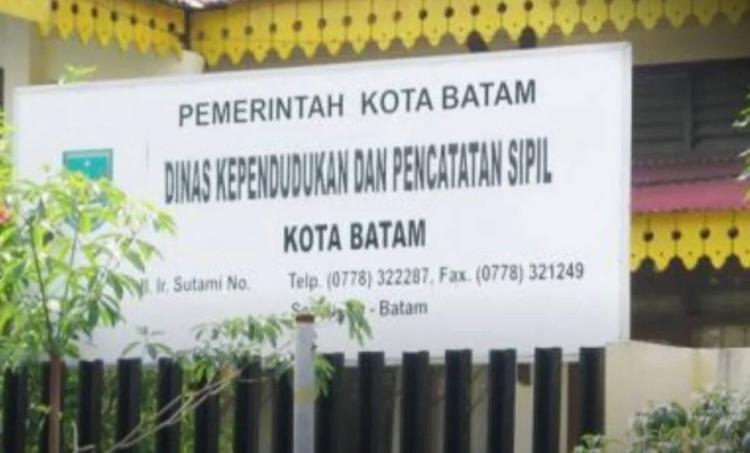 PEMERINTAH KOTA BATAM
DINAS KEPENDUDUKAN DAN PENCATATAN SIPIL
KOTA BATAM
Ir. Sutami No. Telp. (0778) 322287, Fax. (0778) 321249
- Batam